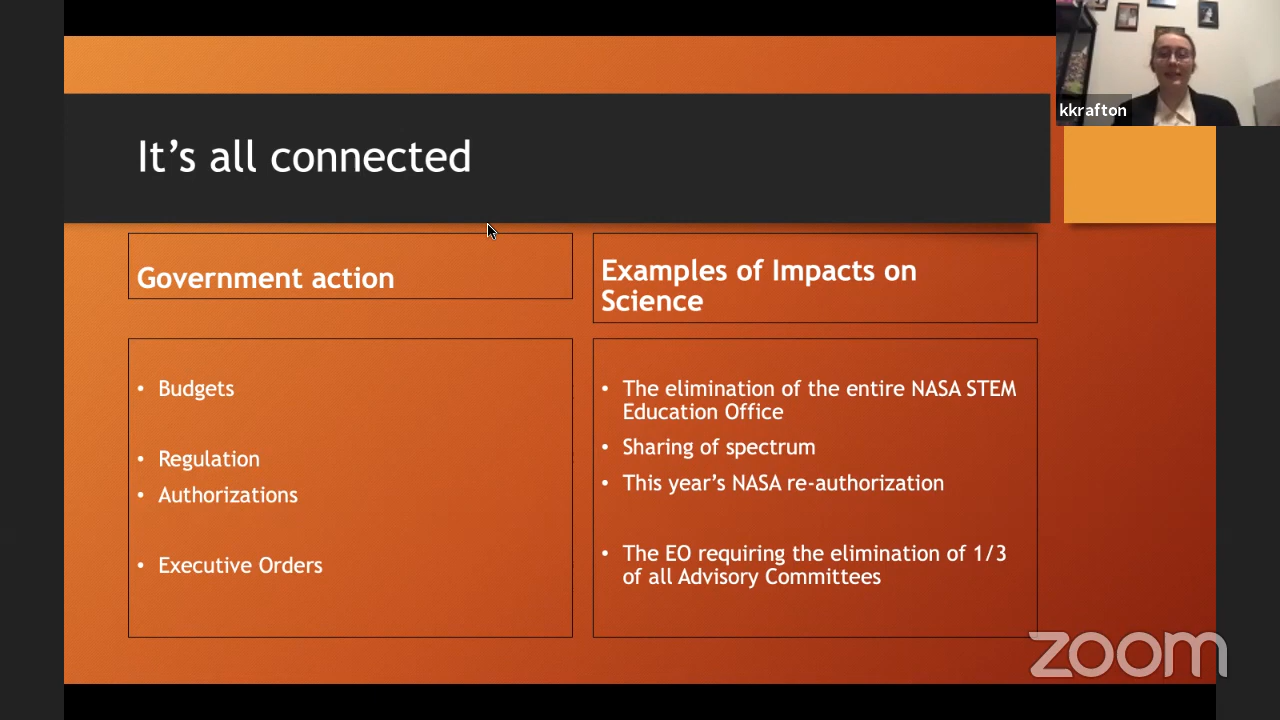 kkrafton
It's all connected
Government action
Examples of Impacts on
Science
• Budgets
• Regulation
• Authorizations
• Executive Orders
• The elimination of the entire NASA STEM
Education Office
• Sharing of spectrum
• This year's NASA re-authorization
• The EO requiring the elimination of 1/3
of all Advisory Committees
zoom